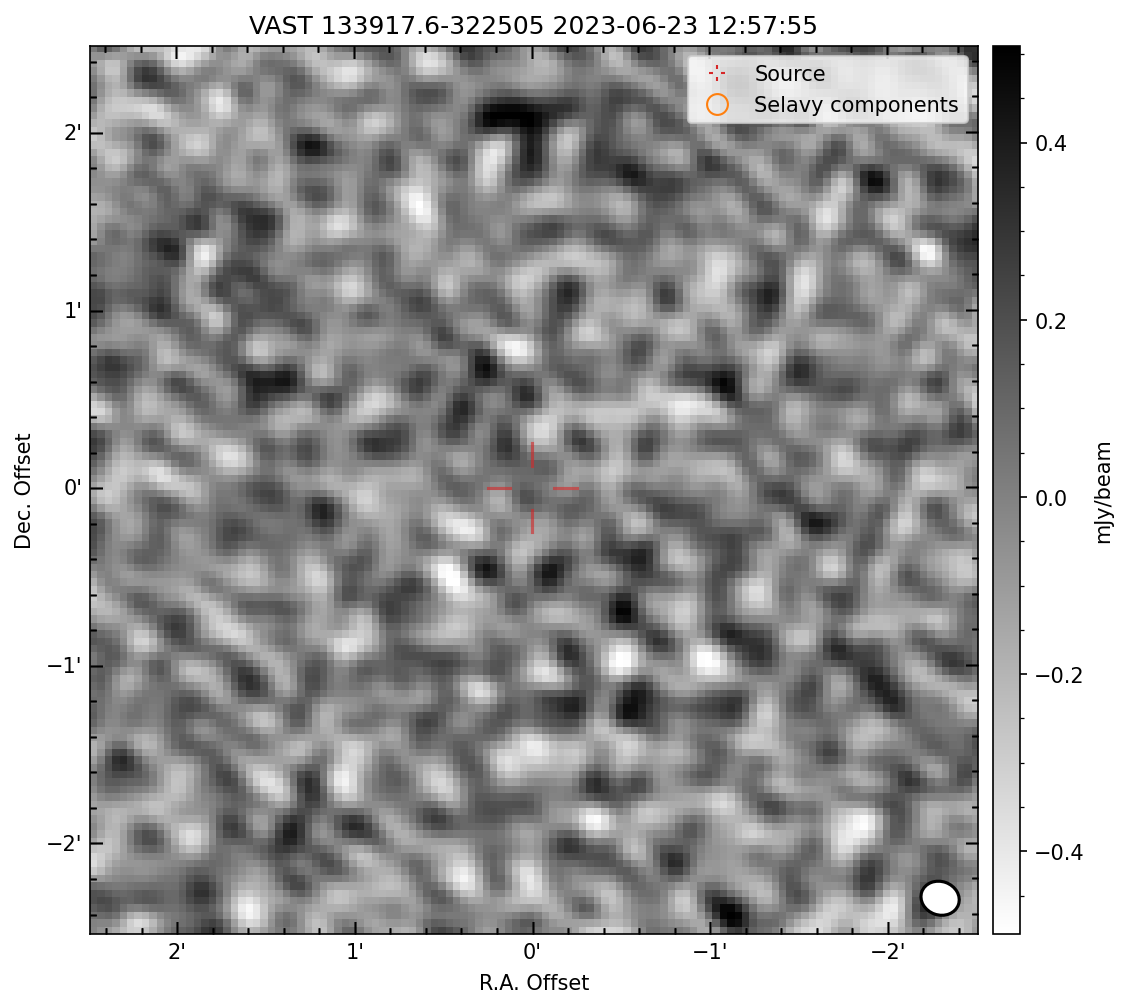 VAST 133917.6-322505 2023-06-23 12:57:55
Source
Selavy components
2'
1'
0'
−1'
−2'
Dec. Offset
2'
1'
0'
−1'
−2'
R.A. Offset
0.4
0.2
0.0
−0.2
−0.4
mJy/beam